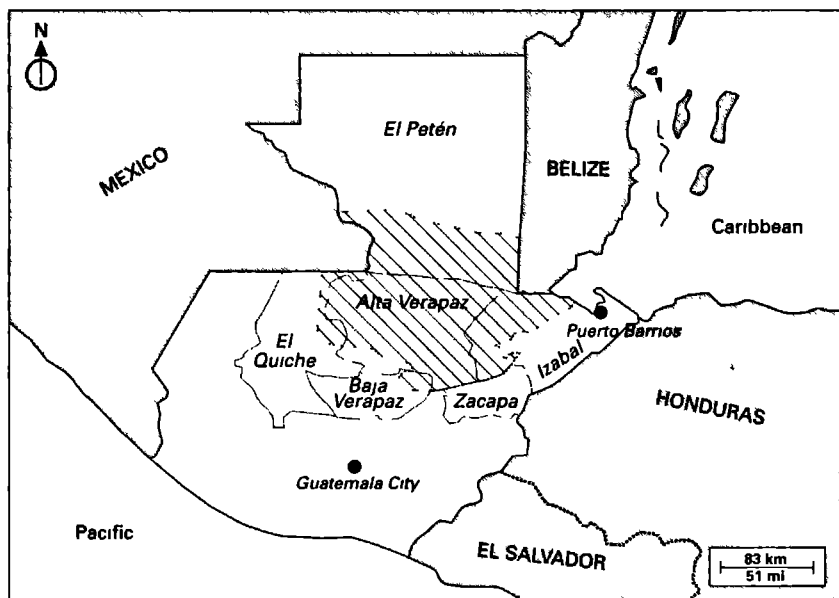 N
El Petén
MEXICO
BELIZE
Caribbean
Alta Verapaz
Puerto Barrios
El
Quiche
Izabal
Baja
Verapaz
Zacapa
HONDURAS
Guatemala City
Pacific
EL SALVADOR
83 km
51 mi